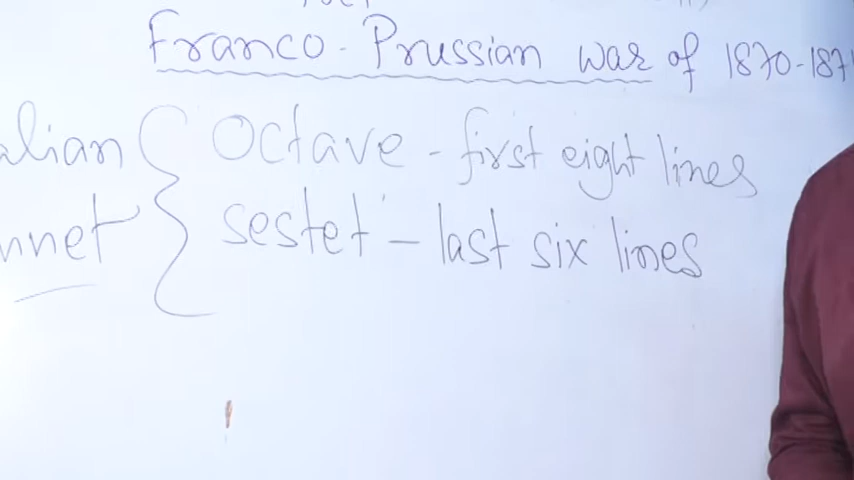 Franco-Prussian war of 1870-187
alian { Octave - first eight lines
nnet { sestet - last six lines